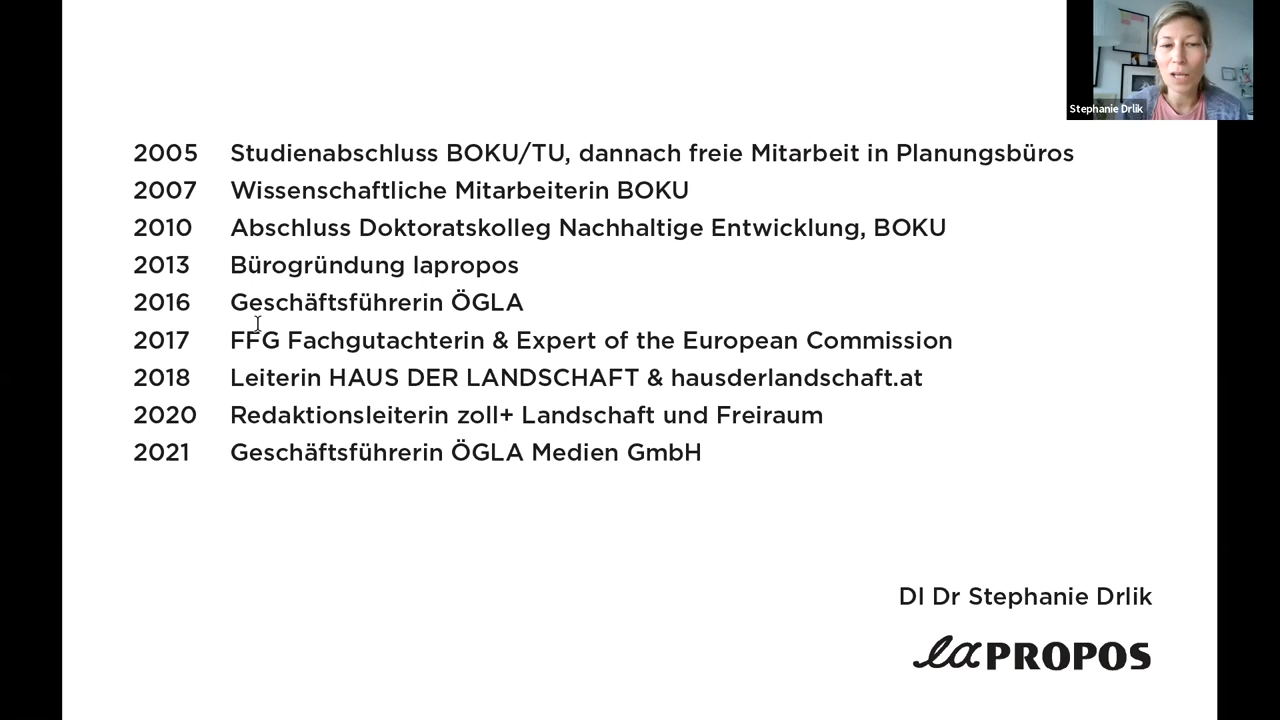 Stephanie Drlik
2005 Studienabschluss BOKU/TU, dannach freie Mitarbeit in Planungsbüros
2007 Wissenschaftliche Mitarbeiterin BOKU
2010 Abschluss Doktoratskolleg Nachhaltige Entwicklung, BOKU
2013 Bürogründung lapropos
2016 Geschäftsführerin ÖGLA
2017 FFG Fachgutachterin & Expert of the European Commission
2018 Leiterin HAUS DER LANDSCHAFT & hausderlandschaft.at
2020 Redaktionsleiterin zoll+ Landschaft und Freiraum
2021 Geschäftsführerin ÖGLA Medien GmbH
DI Dr Stephanie Drlik
laPROPOS